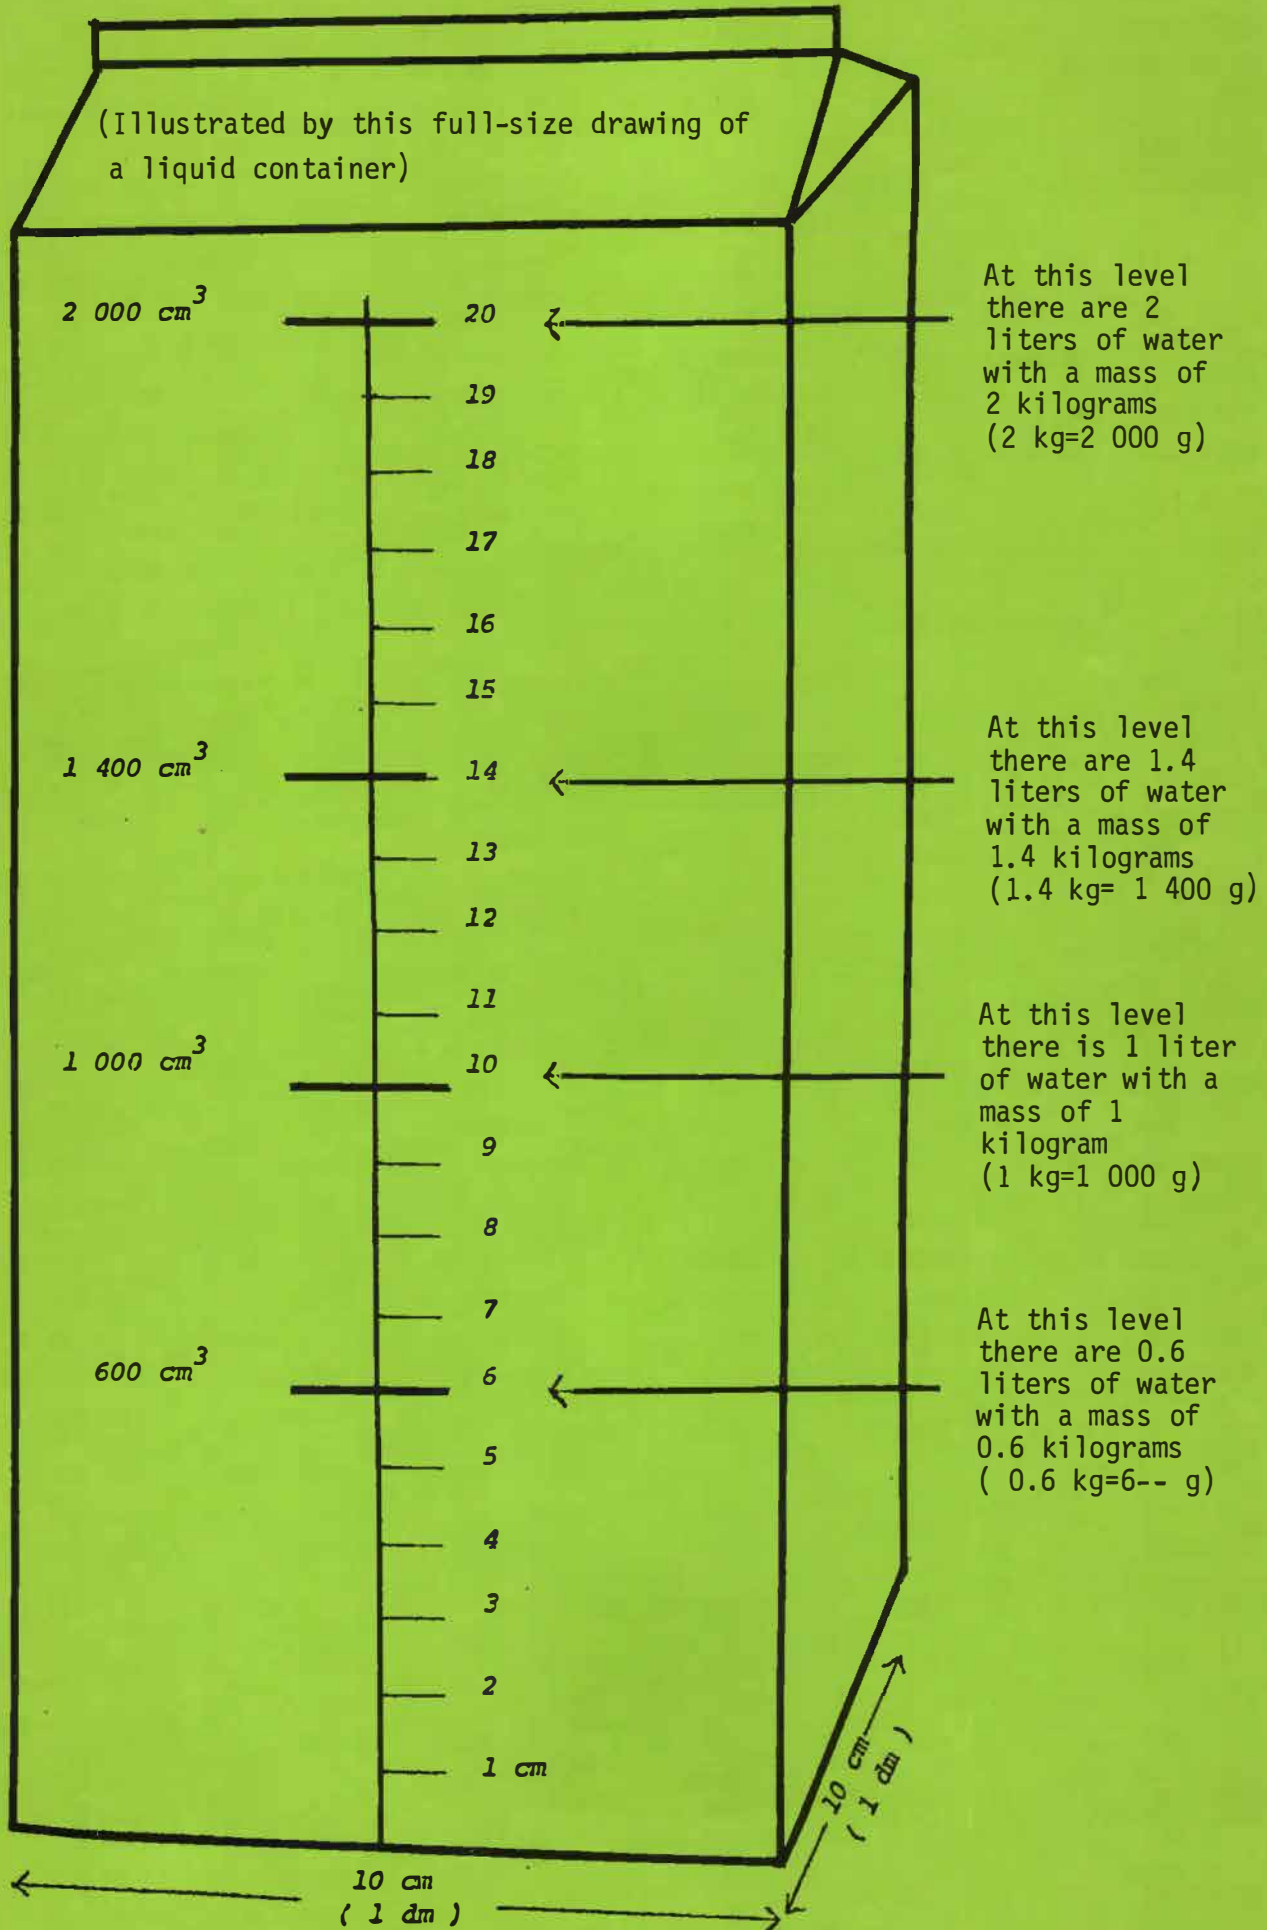 (Illustrated by this full-size drawing of
a liquid container)
2 000 cm³
20
19
18
17
16
15
1 400 cm³
14
13
12
11
1 000 cm³
10
9
8
7
600 cm³
6
5
4
3
2
1 cm
At this level
there are 2
liters of water
with a mass of
2 kilograms
(2 kg=2 000 g)
At this level
there are 1.4
liters of water
with a mass of
1.4 kilograms
(1.4 kg= 1 400 g)
At this level
there is 1 liter
of water with a
mass of 1
kilogram
(1 kg=1 000 g)
At this level
there are 0.6
liters of water
with a mass of
0.6 kilograms
( 0.6 kg=6-- g)
10 cm
( 1 dm )
10 cm
( 1 dm )